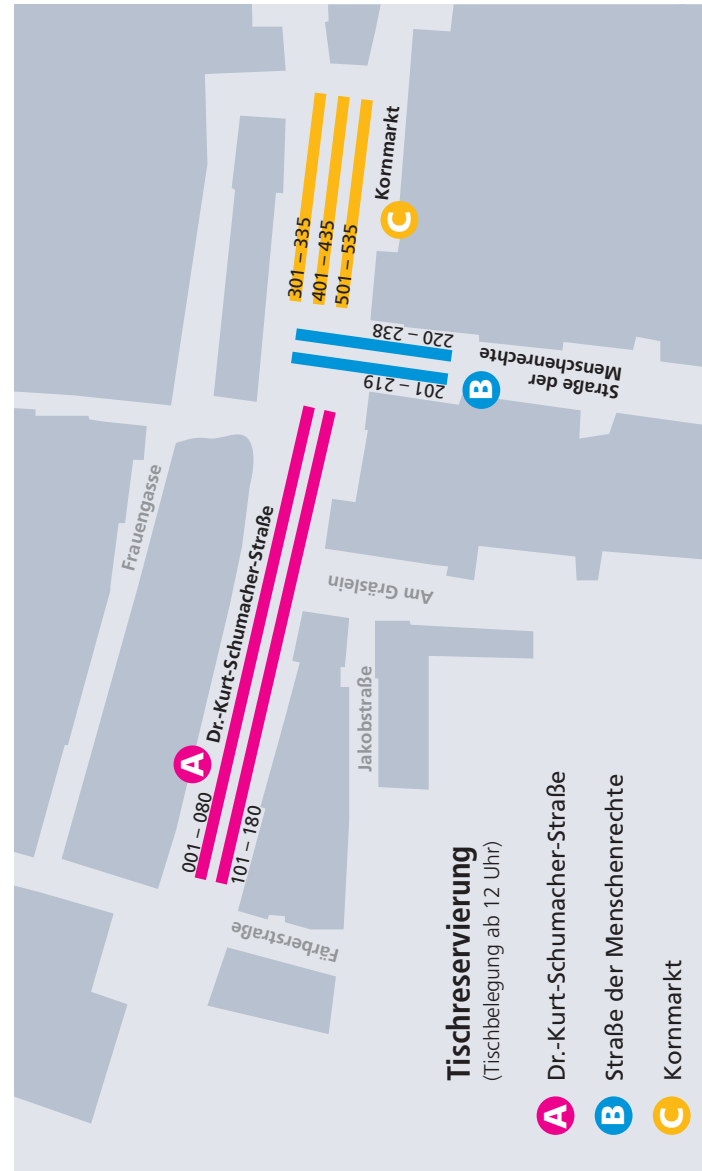 Frauengasse
A
Dr.-Kurt-Schumacher-Straße
001 – 080
101 – 180
Färberstraße
Jakobstraße
Am Gräslein
301 – 335
401 – 435
501 – 535
C
Kornmarkt
220 – 238
201 – 219
B
Straße der
Menschenrechte
Tischreservierung
(Tischbelegung ab 12 Uhr)
A Dr.-Kurt-Schumacher-Straße
B Straße der Menschenrechte
C Kornmarkt